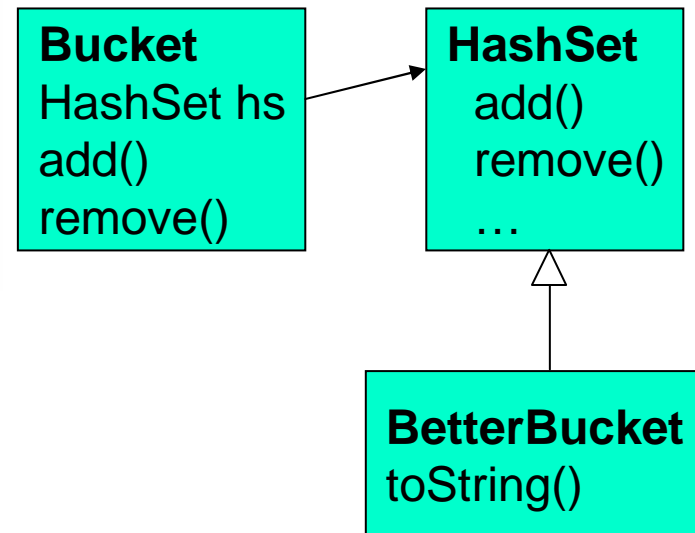 Bucket
HashSet hs
add()
remove()
HashSet
add()
remove()
…
BetterBucket
toString()